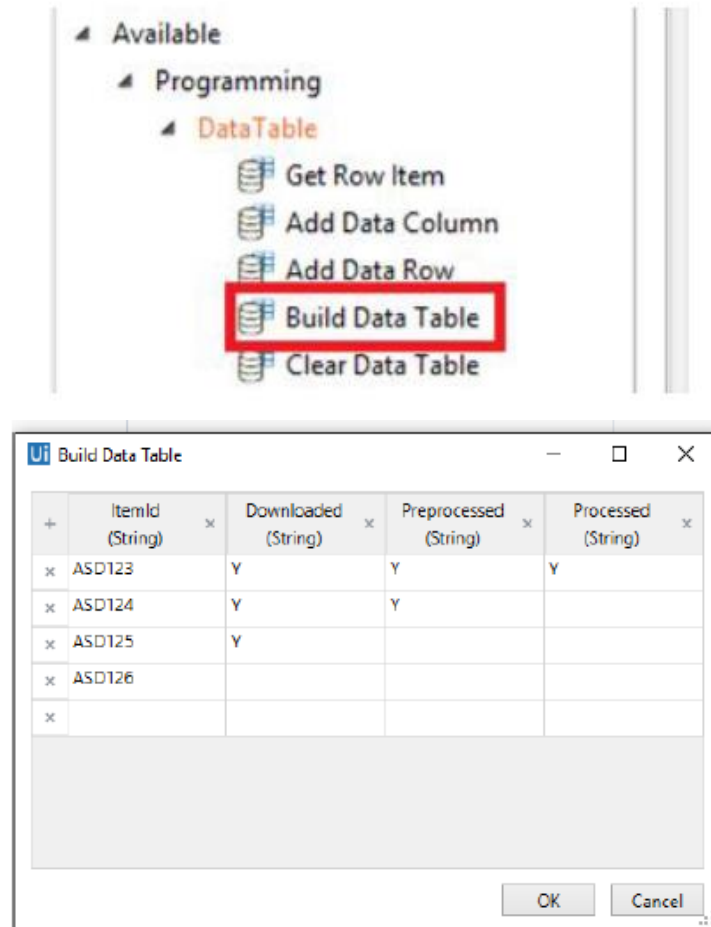 Available
Programming
DataTable
Get Row Item
Add Data Column
Add Data Row
Build Data Table
Clear Data Table
Ui Build Data Table
ItemId (String) Downloaded (String) Preprocessed (String) Processed (String)
ASD123 Y Y Y
ASD124 Y Y
ASD125 Y
ASD126
OK Cancel